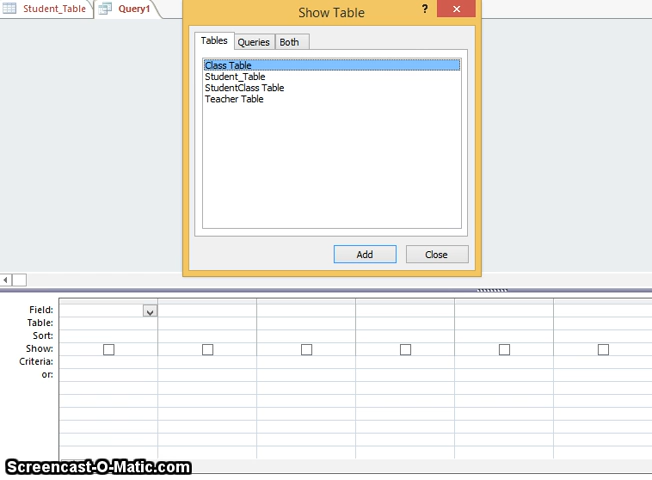 Student_Table
Query1
Show Table
?
Tables
Queries
Both
Class Table
Student_Table
StudentClass Table
Teacher Table
Add
Close
Field:
Table:
Sort:
Show:
Criteria:
or:
Screencast-O-Matic.com